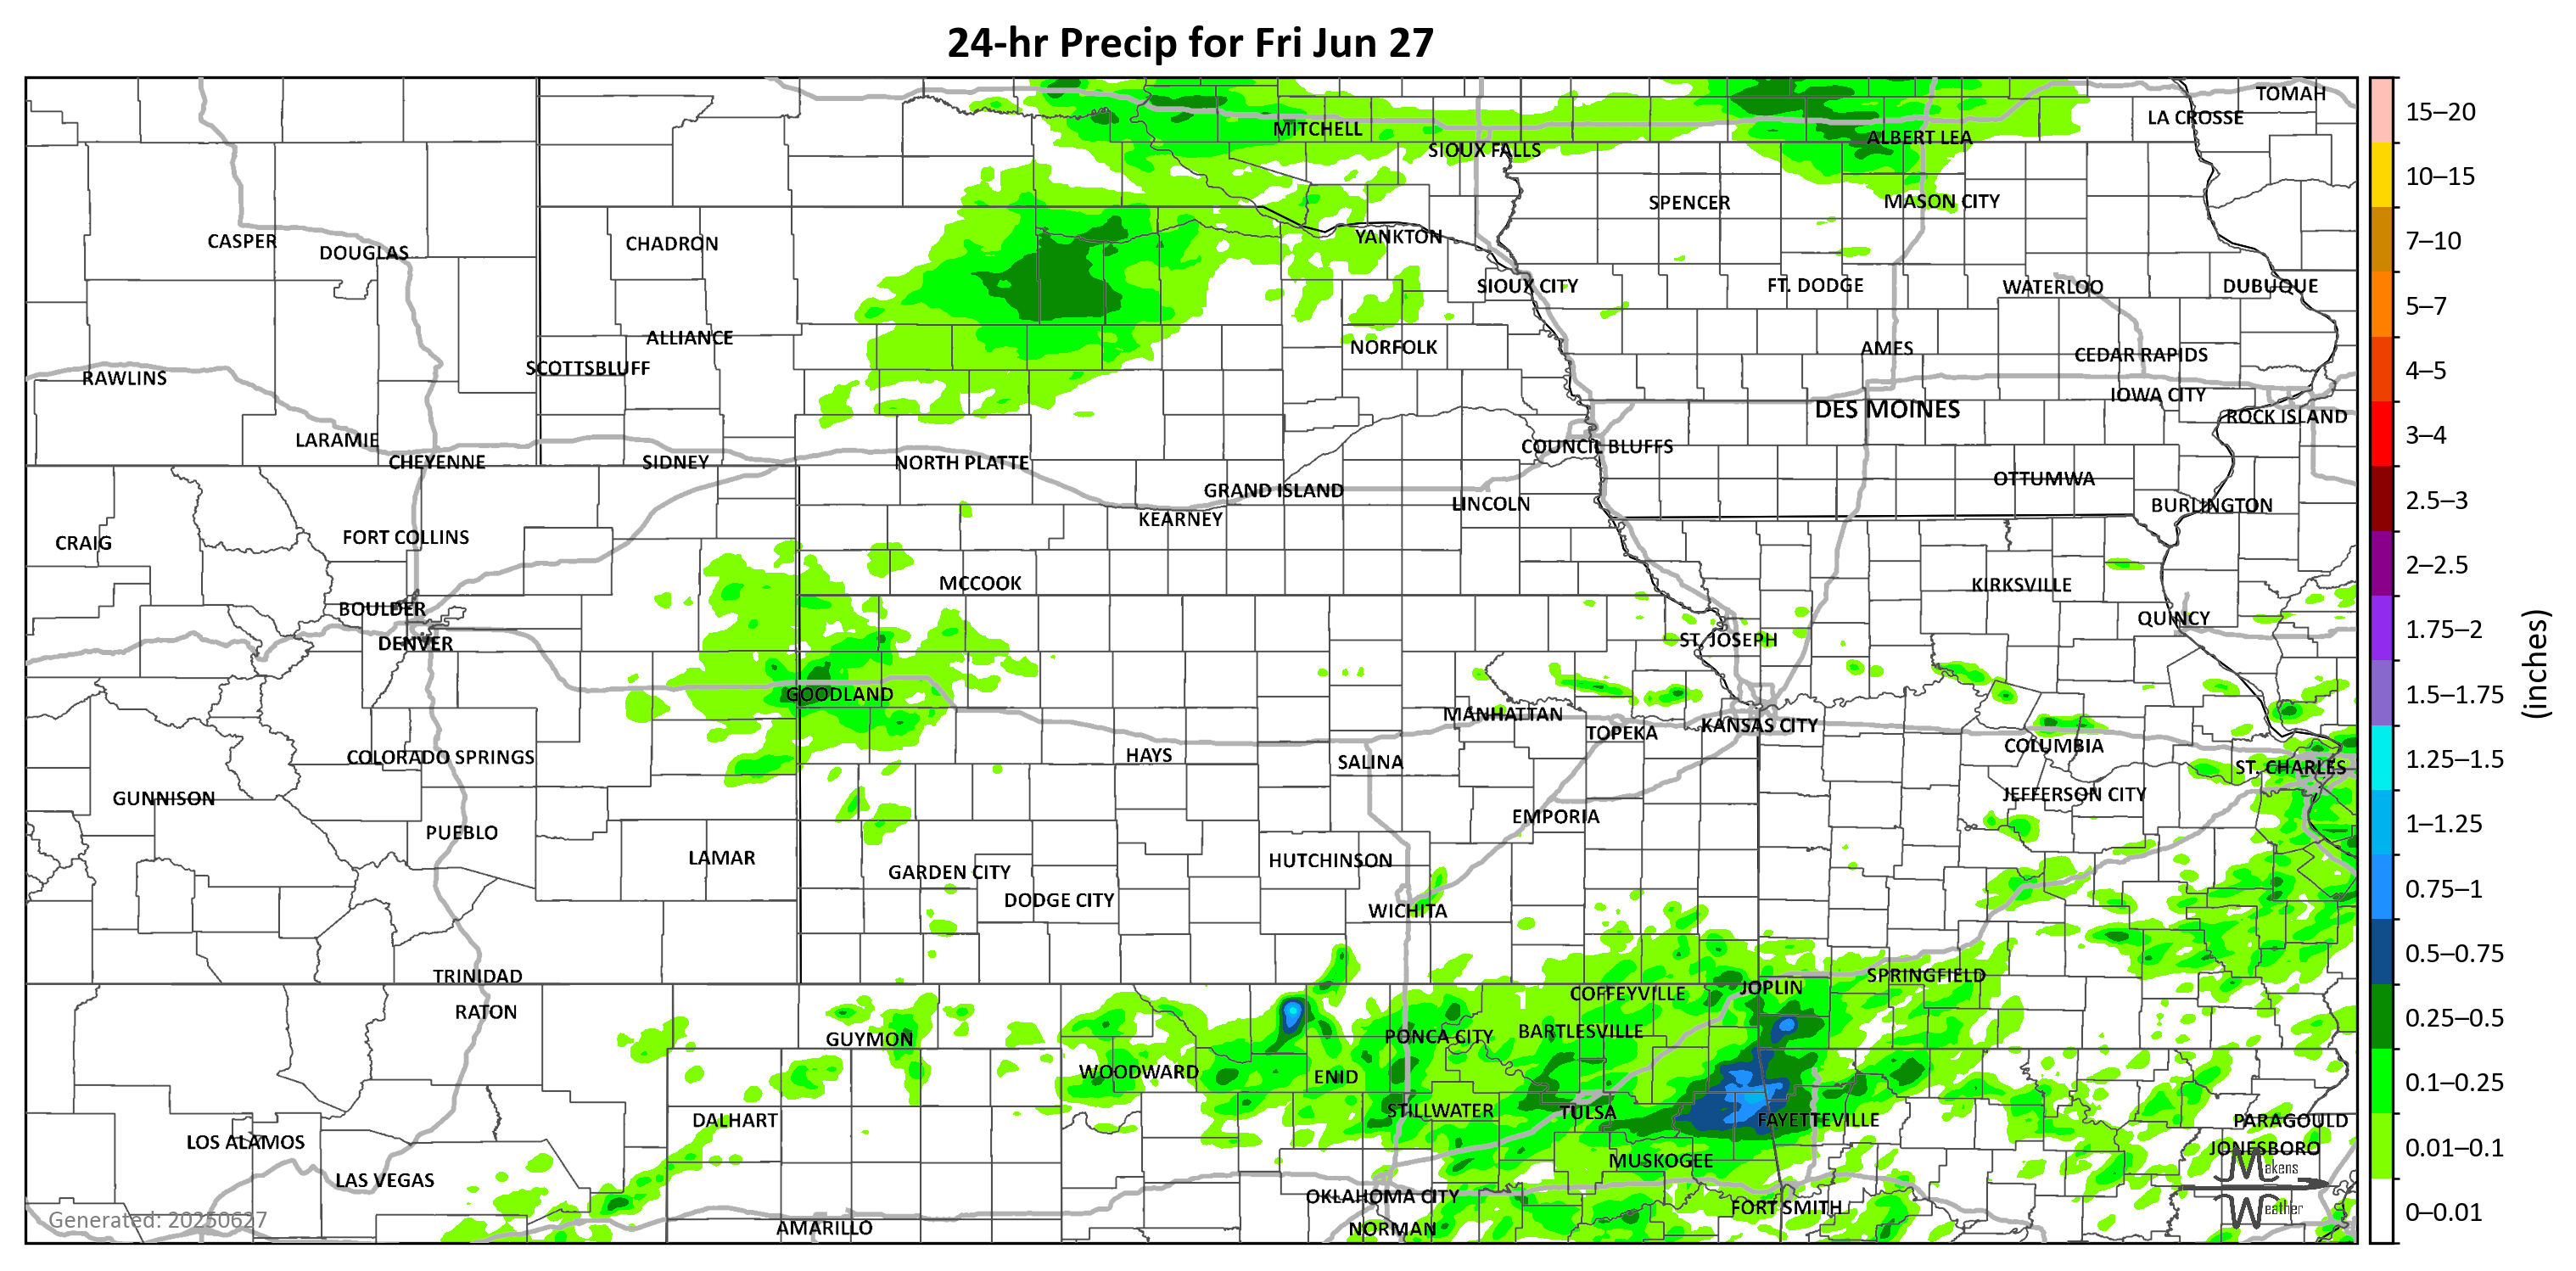 24-hr Precip for Fri Jun 27
TOMAH
LA CROSSE
MITCHELL
ALBERT LEA
SIOUX FALLS
SPENCER
MASON CITY
CASPER
DOUGLAS
CHADRON
YANKTON
SIOUX CITY
FT. DODGE
WATERLOO
DUBUQUE
ALLIANCE
NORFOLK
AMES
CEDAR RAPIDS
SCOTTSBLUFF
RAWLINS
IOWA CITY
DES MOINES
ROCK ISLAND
LARAMIE
COUNCIL BLUFFS
CHEYENNE
SIDNEY
NORTH PLATTE
OTTUMWA
GRAND ISLAND
LINCOLN
BURLINGTON
KEARNEY
CRAIG
FORT COLLINS
MCCOOK
KIRKSVILLE
BOULDER
QUINCY
DENVER
ST. JOSEPH
GOODLAND
MANHATTAN
KANSAS CITY
TOPEKA
COLUMBIA
COLORADO SPRINGS
HAYS
SALINA
ST. CHARLES
GUNNISON
JEFFERSON CITY
EMPORIA
PUEBLO
LAMAR
HUTCHINSON
GARDEN CITY
DODGE CITY
WICHITA
TRINIDAD
SPRINGFIELD
JOPLIN
COFFEYVILLE
RATON
GUYMON
PONCA CITY
BARTLESVILLE
WOODWARD
ENID
STILLWATER
TULSA
DALHART
FAYETTEVILLE
PARAGOULD
LOS ALAMOS
JONESBORO
MUSKOGEE
LAS VEGAS
OKLAHOMA CITY
FORT SMITH
AMARILLO
NORMAN
Makens
Weather
Generated: 20250627
15–20
10–15
7–10
5–7
4–5
3–4
2.5–3
2–2.5
1.75–2
1.5–1.75
1.25–1.5
1–1.25
0.75–1
0.5–0.75
0.25–0.5
0.1–0.25
0.01–0.1
0–0.01
(inches)